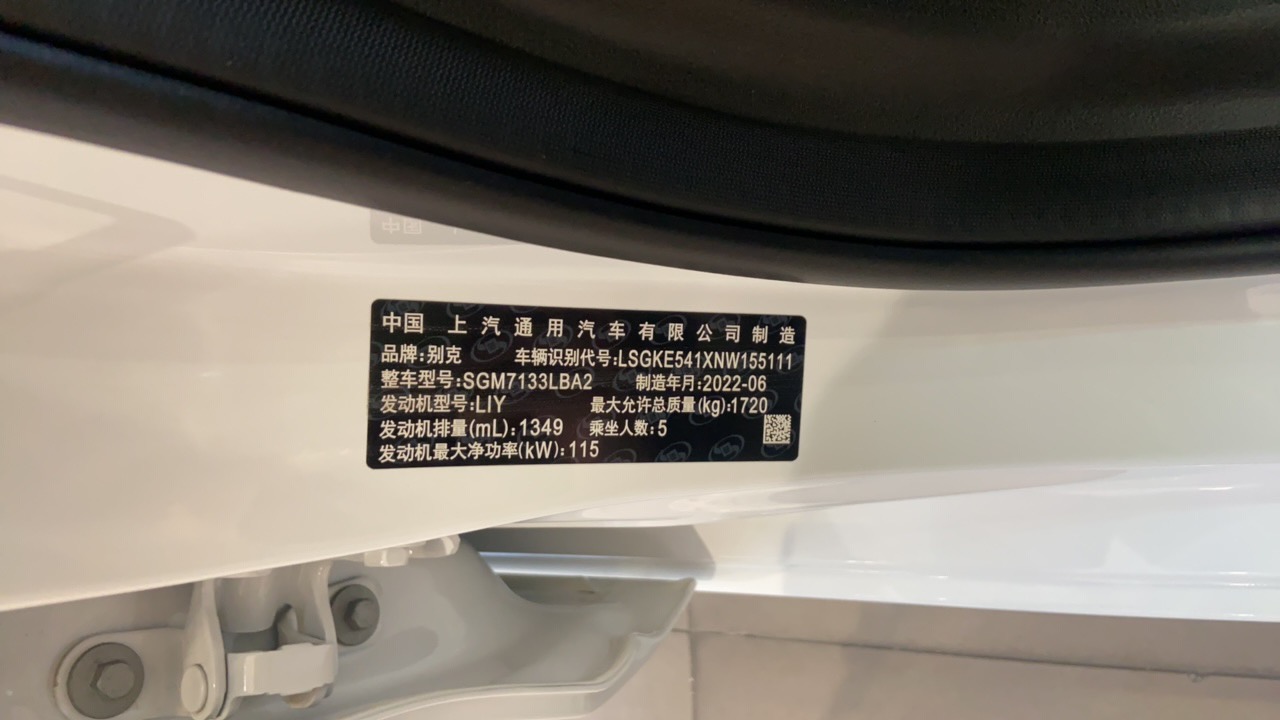 中国 上汽通用汽车有限公司制造
品牌:别克 车辆识别代号:LSGKE541XNW155111
整车型号:SGM7133LBA2 制造年月:2022-06
发动机型号:LIY 最大允许总质量(kg):1720
发动机排量(mL):1349 乘坐人数:5
发动机最大净功率(kW):115